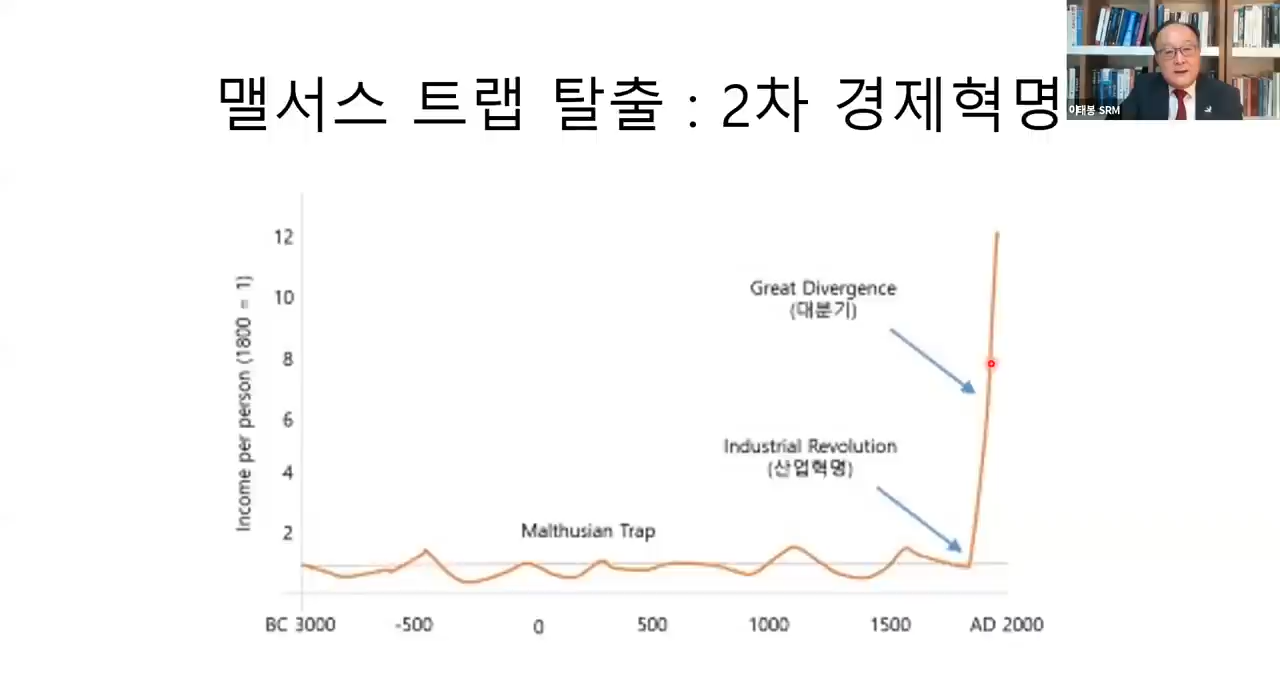 맬서스 트랩 탈출 : 2차 경제혁명
이태봉 SRM
Income per person (1800 = 1)
12
10
8
6
4
2
Great Divergence
(대분기)
Industrial Revolution
(산업혁명)
Malthusian Trap
BC 3000 -500 0 500 1000 1500 AD 2000